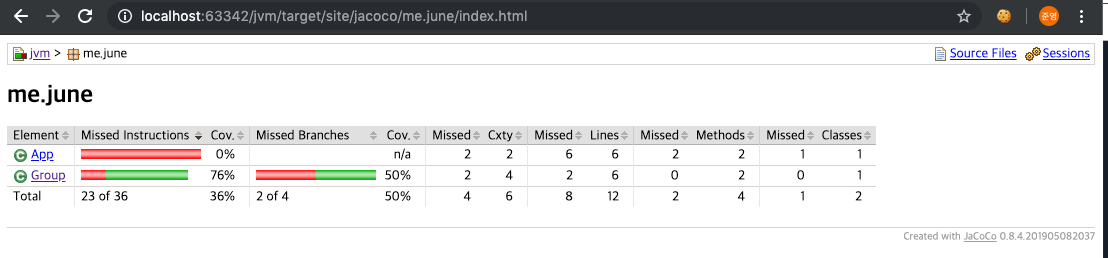 localhost:63342/jvm/target/site/jacoco/me.june/index.html 준영
jvm > me.june Source Files Sessions
me.june
Element Missed Instructions Cov. Missed Branches Cov. Missed Cxty Missed Lines Missed Methods Missed Classes
C App 0% n/a 2 2 6 6 2 2 1 1
C Group 76% 50% 2 4 2 6 0 2 0 1
Total 23 of 36 36% 2 of 4 50% 4 6 8 12 2 4 1 2
Created with JaCoCo 0.8.4.201905082037